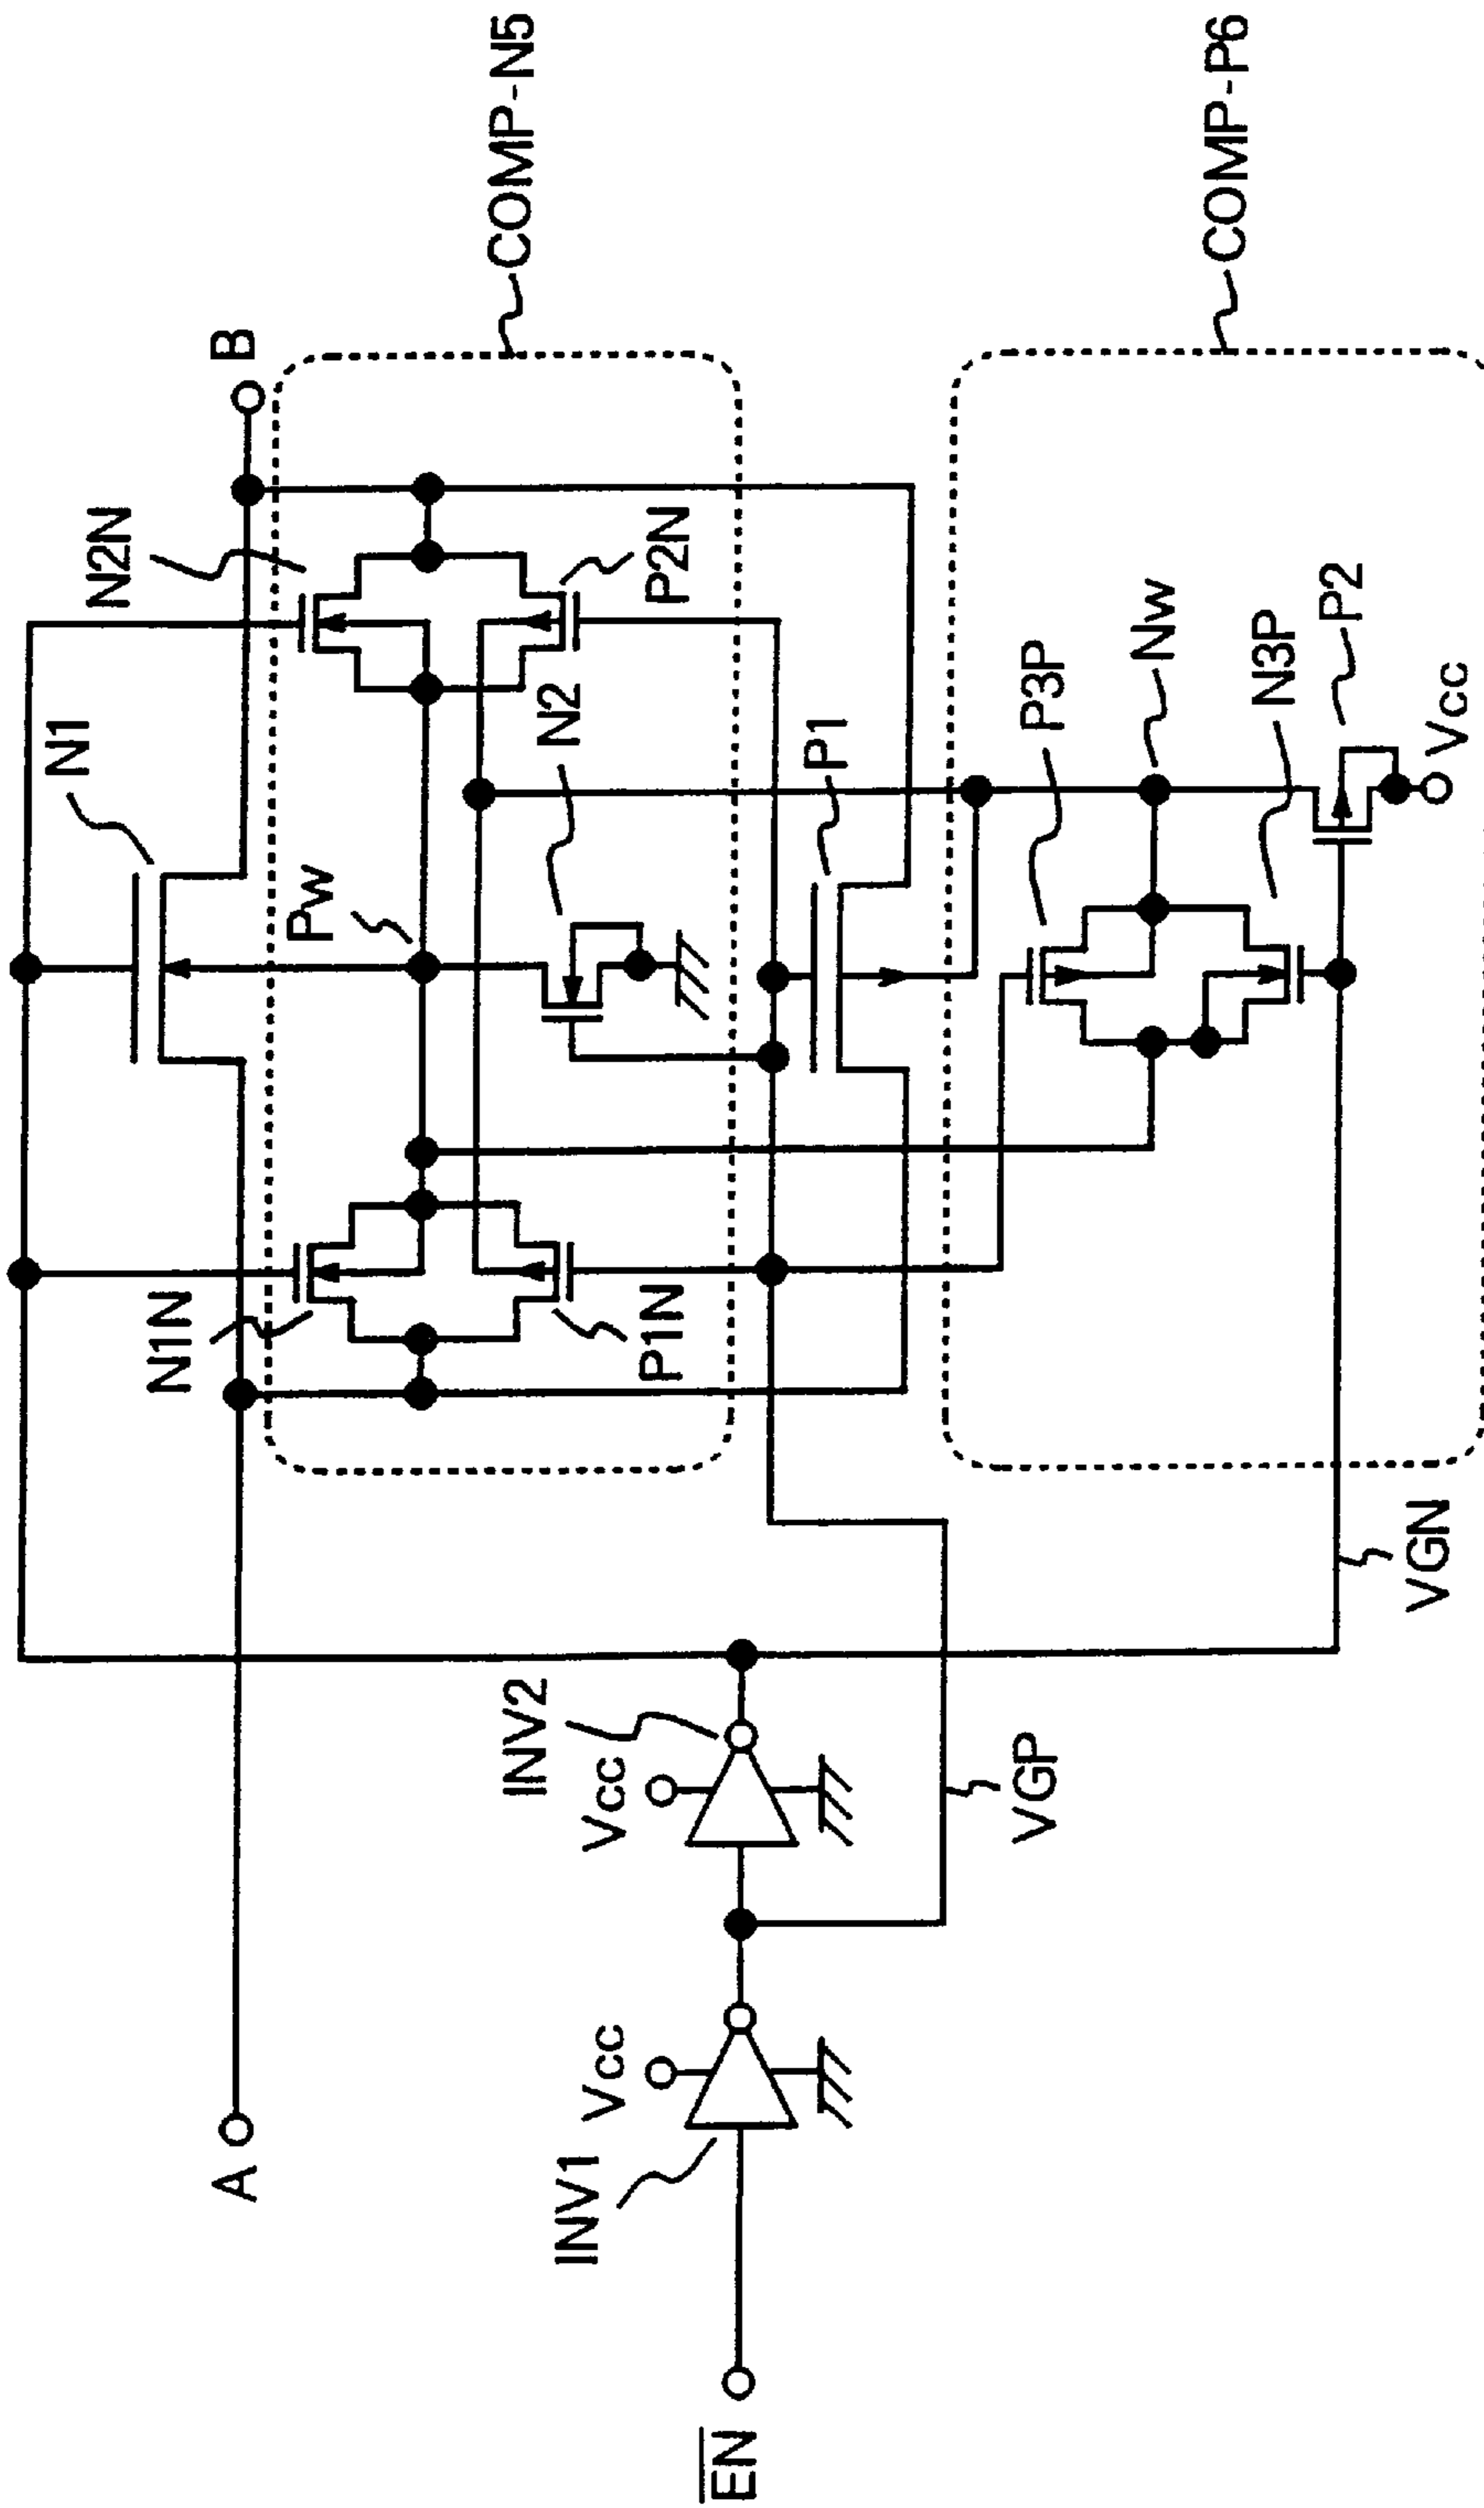 N1
N2N
B
N1N
Pw
N2
P2N
COMP-N5
P1N
A
INV2
Vcc
INV1
Vcc
EN
P1
VGP
P3P
Nw
N3P
P2
Vcc
COMP-P6
VGN